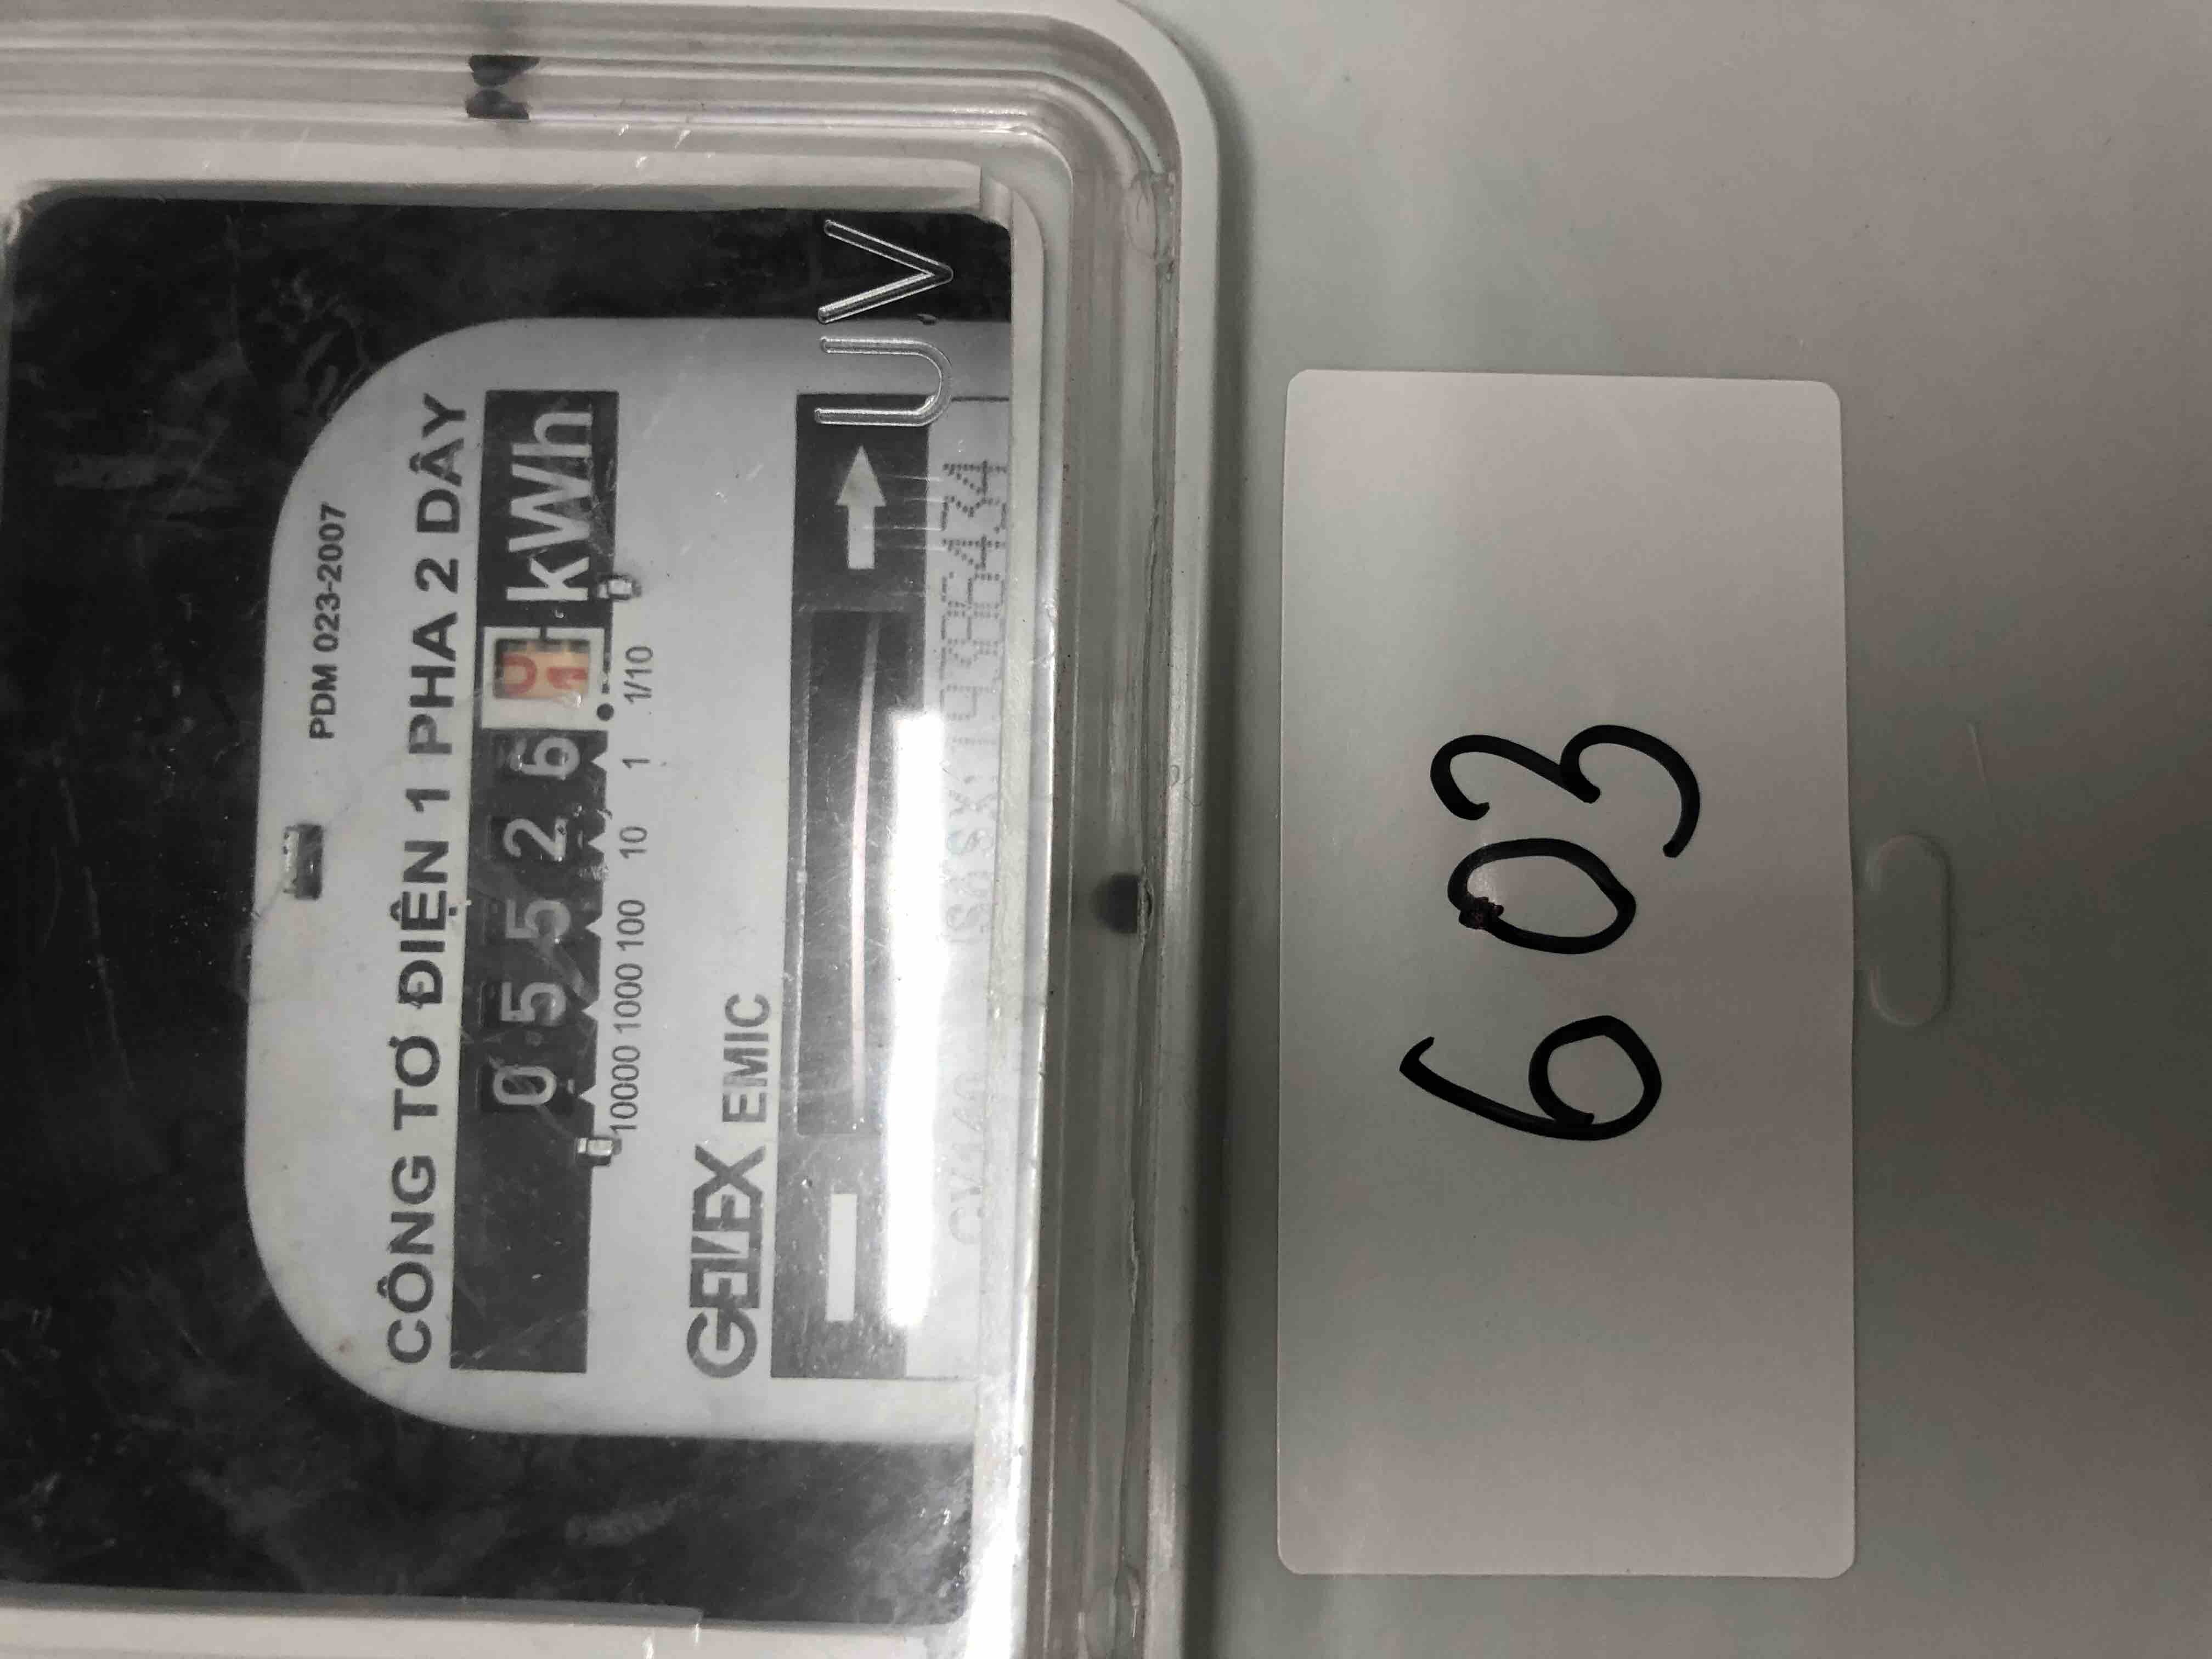 PDM 023-2007
CÔNG TƠ ĐIỆN 1 PHA 2 DÂY
0 5 5 2 6 kWh
10000 1000 100 10 1 1/10
GELEX EMIC
UV
603